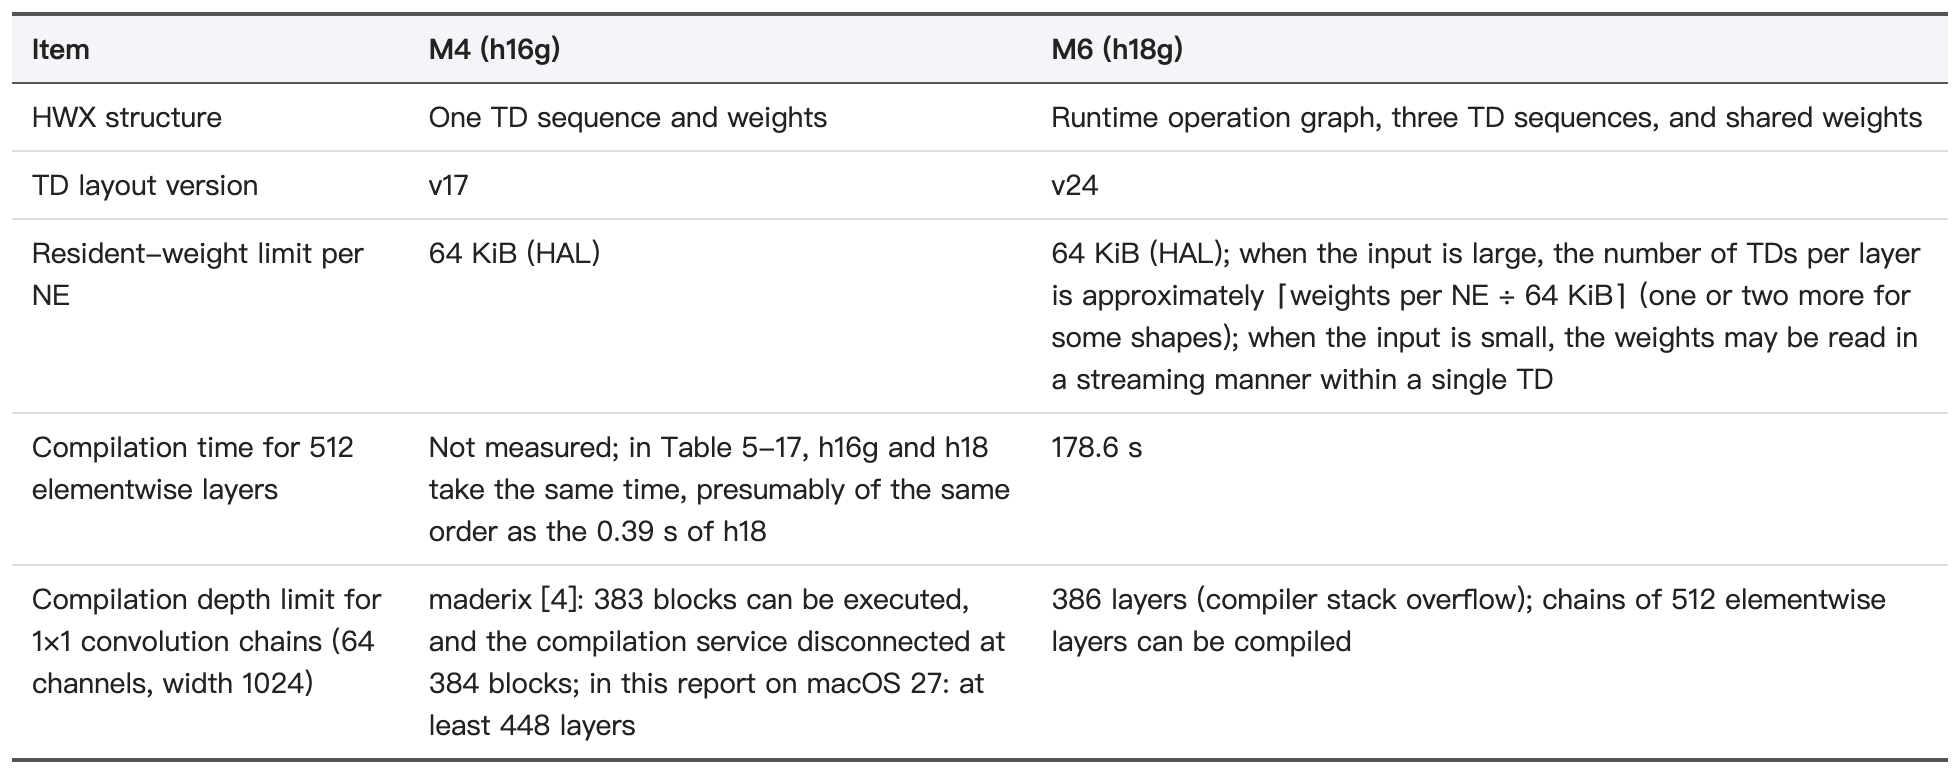 Item M4 (h16g) M6 (h18g)
HWX structure One TD sequence and weights Runtime operation graph, three TD sequences, and shared weights
TD layout version v17 v24
Resident–weight limit per
NE
64 KiB (HAL)
64 KiB (HAL); when the input is large, the number of TDs per layer
is approximately ⌈weights per NE ÷ 64 KiB⌉ (one or two more for
some shapes); when the input is small, the weights may be read in
a streaming manner within a single TD
Compilation time for 512
elementwise layers
Not measured; in Table 5–17, h16g and h18
take the same time, presumably of the same
order as the 0.39 s of h18
178.6 s
Compilation depth limit for
1×1 convolution chains (64
channels, width 1024)
maderix [4]: 383 blocks can be executed,
and the compilation service disconnected at
384 blocks; in this report on macOS 27: at
least 448 layers
386 layers (compiler stack overflow); chains of 512 elementwise
layers can be compiled